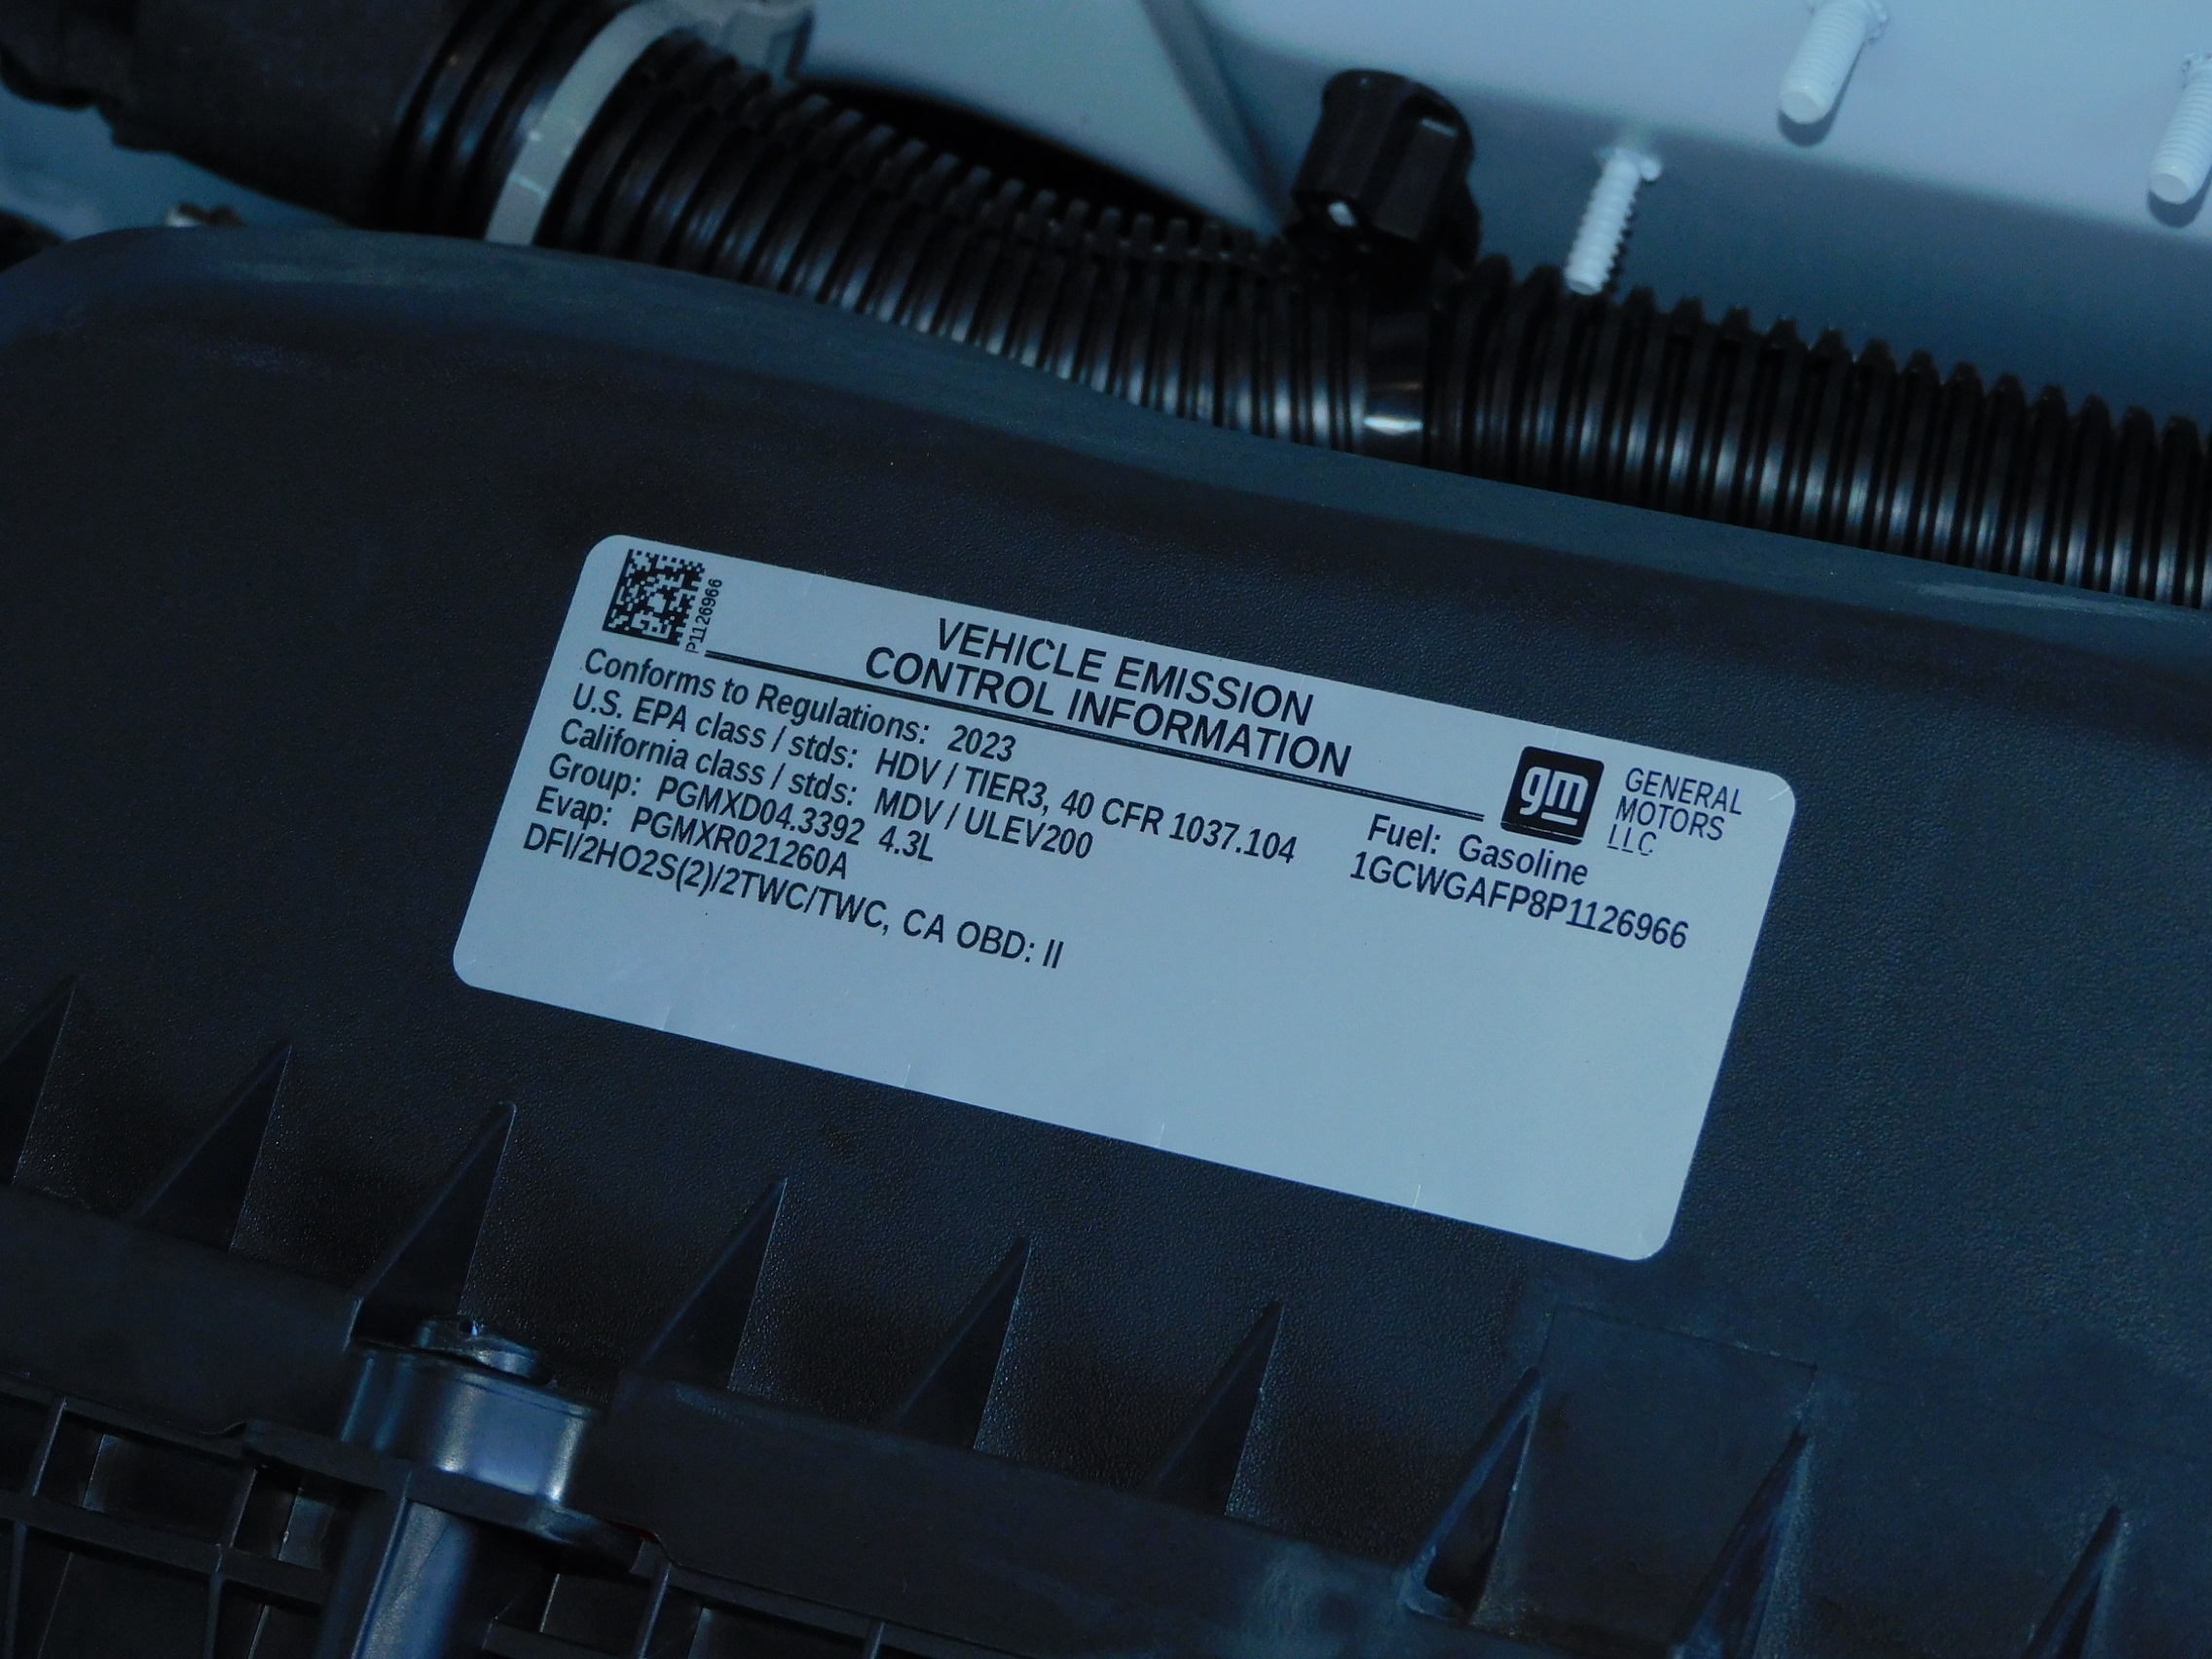 P1126966
VEHICLE EMISSION
CONTROL INFORMATION
gm
GENERAL
MOTORS
LLC
Conforms to Regulations: 2023
U.S. EPA class / stds: HDV / TIER3, 40 CFR 1037.104
California class / stds: MDV / ULEV200
Group: PGMXD04.3392 4.3L
Evap: PGMXR021260A
DFI/2HO2S(2)/2TWC/TWC, CA OBD: II
Fuel: Gasoline
1GCWGAFP8P1126966